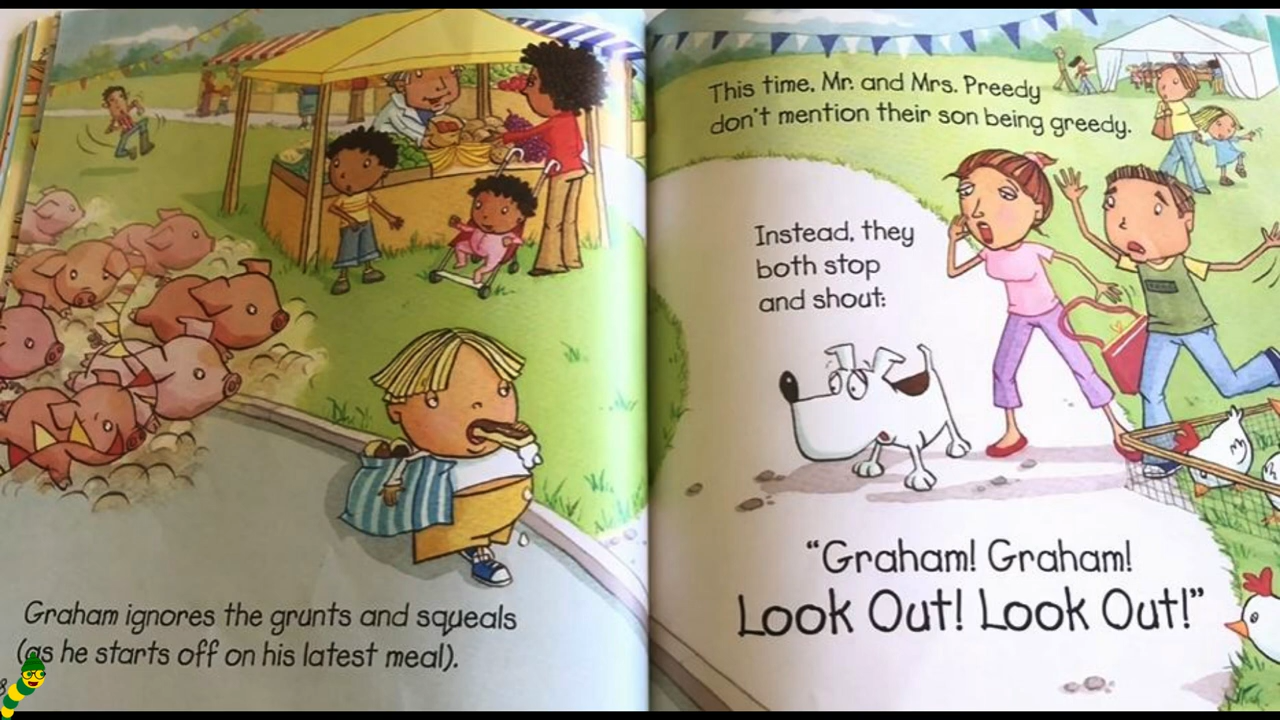 Graham ignores the grunts and squeals
(as he starts off on his latest meal).
8
This time, Mr. and Mrs. Preedy
don't mention their son being greedy.
Instead, they
both stop
and shout:
“Graham! Graham!
Look Out! Look Out!”